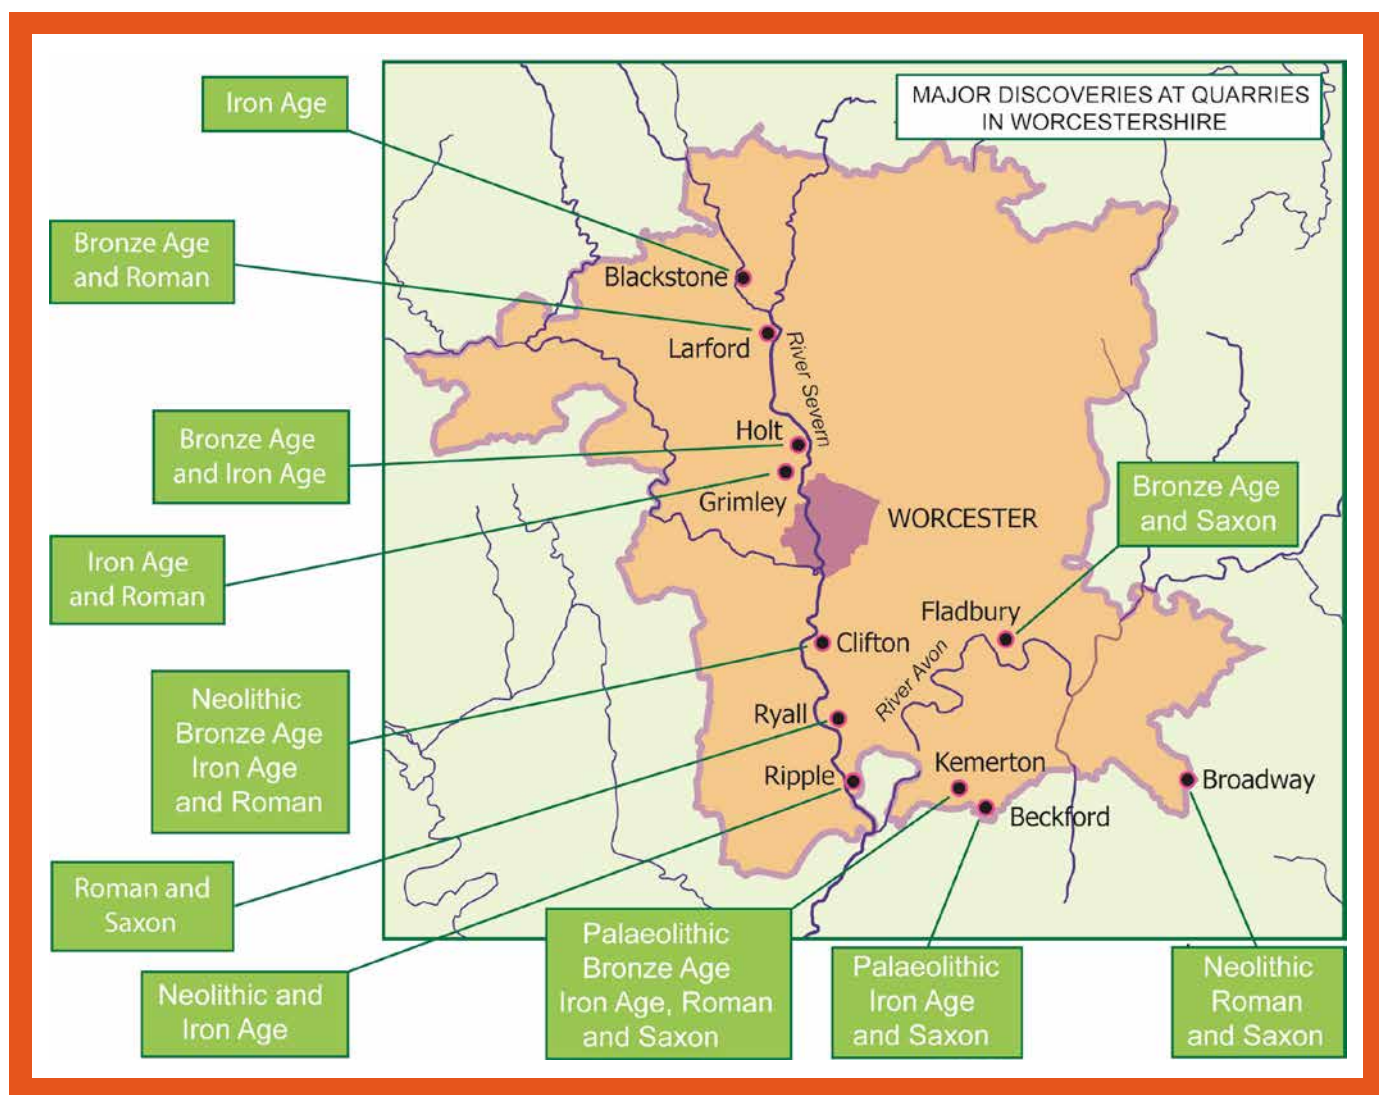 MAJOR DISCOVERIES AT QUARRIES
IN WORCESTERSHIRE
Iron Age
Bronze Age
and Roman
Bronze Age
and Iron Age
Iron Age
and Roman
Neolithic
Bronze Age
Iron Age
and Roman
Roman and
Saxon
Neolithic and
Iron Age
Palaeolithic
Bronze Age
Iron Age, Roman
and Saxon
Palaeolithic
Iron Age
and Saxon
Neolithic
Roman
and Saxon
Bronze Age
and Saxon
Blackstone
Larford
River Severn
Holt
Grimley
WORCESTER
Fladbury
Clifton
River Avon
Ryall
Ripple
Kemerton
Beckford
Broadway